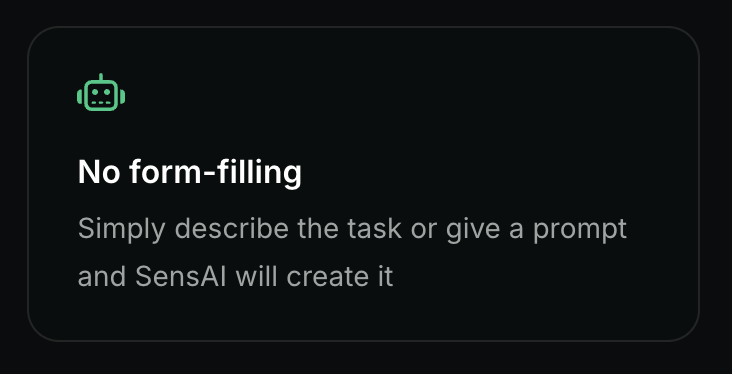 No form-filling
Simply describe the task or give a prompt
and SensAI will create it